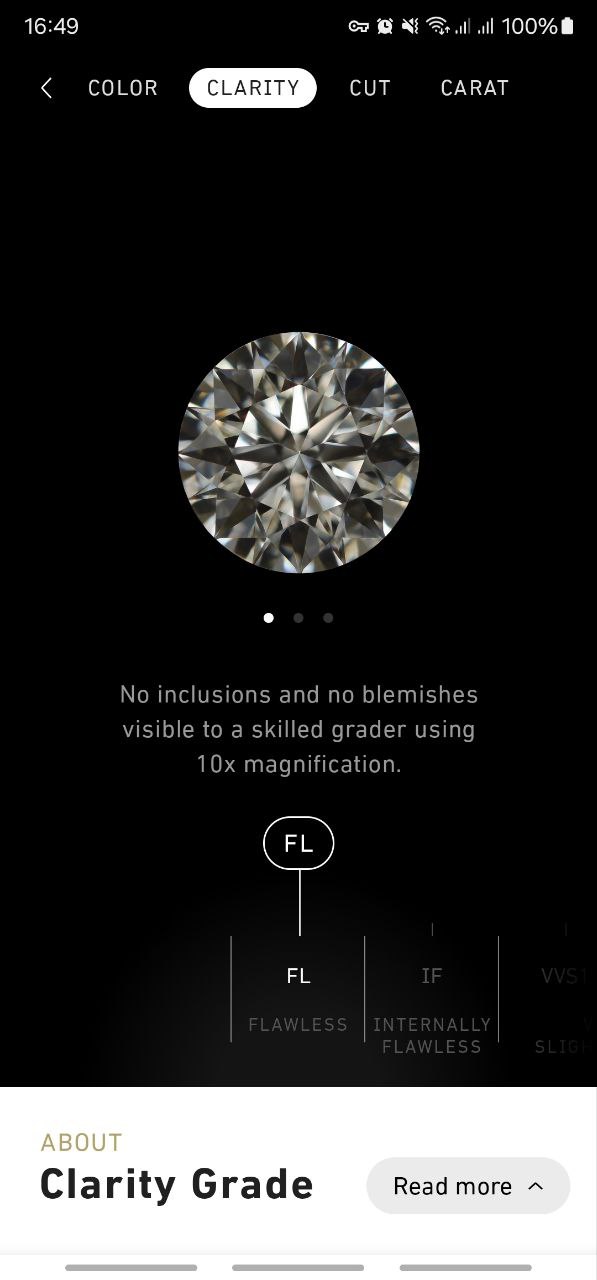 16:49
100%
COLOR CLARITY CUT CARAT
No inclusions and no blemishes
visible to a skilled grader using
10x magnification.
FL
FL IF VVS1
FLAWLESS INTERNALLY
FLAWLESS
ABOUT
Clarity Grade
Read more